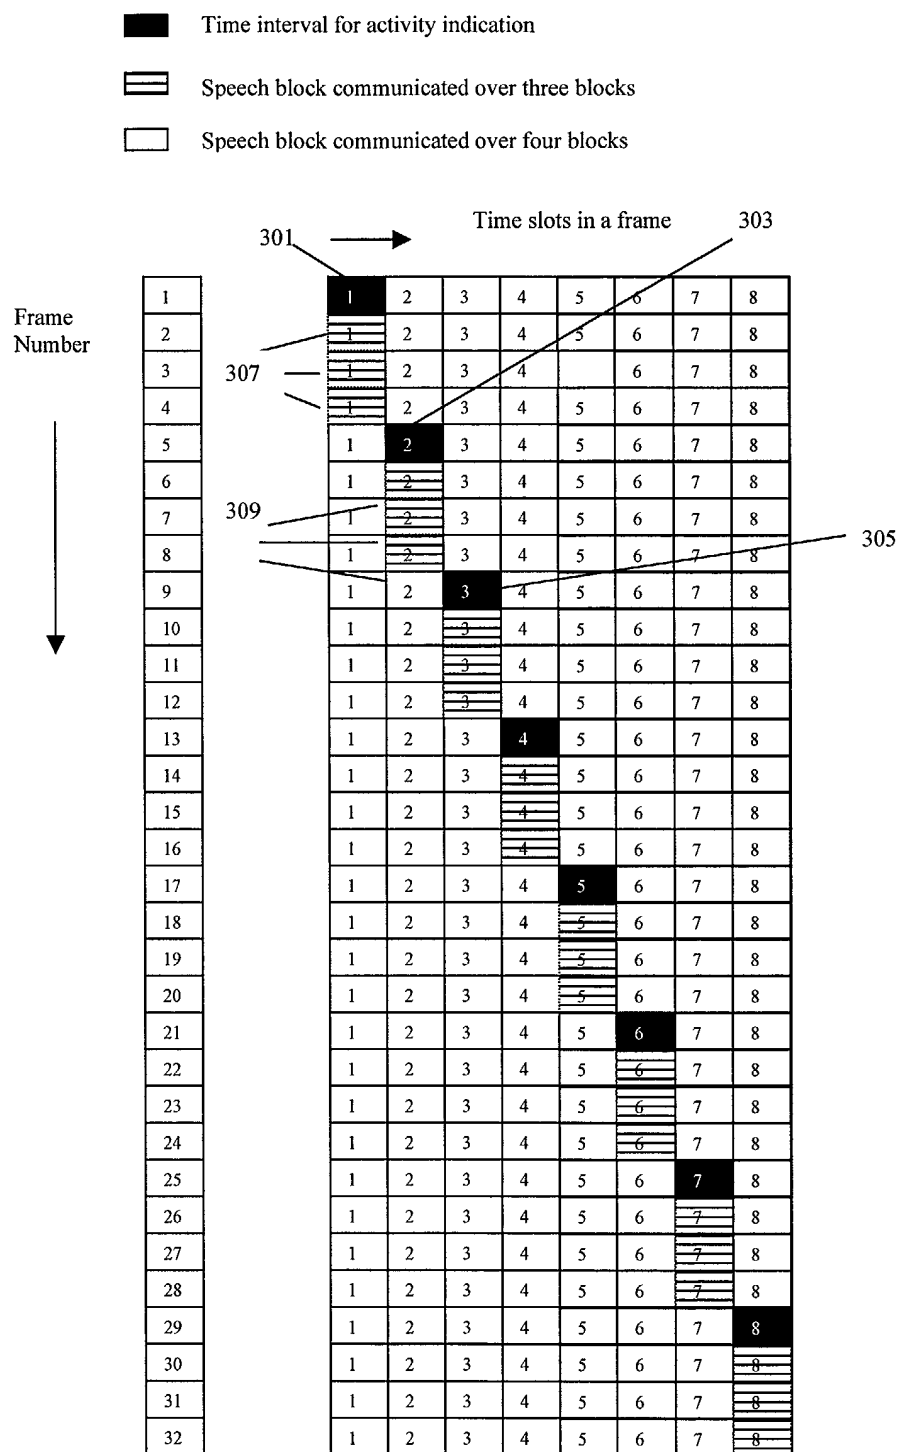 Time interval for activity indication
Speech block communicated over three blocks
Speech block communicated over four blocks
Time slots in a frame
301
303
Frame
Number
307
309
305
1 1 2 3 4 5 6 7 8
2 1 2 3 4 5 6 7 8
3 1 2 3 4 6 7 8
4 1 2 3 4 5 6 7 8
5 1 2 3 4 5 6 7 8
6 1 2 3 4 5 6 7 8
7 1 2 3 4 5 6 7 8
8 1 2 3 4 5 6 7 8
9 1 2 3 4 5 6 7 8
10 1 2 3 4 5 6 7 8
11 1 2 3 4 5 6 7 8
12 1 2 3 4 5 6 7 8
13 1 2 3 4 5 6 7 8
14 1 2 3 4 5 6 7 8
15 1 2 3 4 5 6 7 8
16 1 2 3 4 5 6 7 8
17 1 2 3 4 5 6 7 8
18 1 2 3 4 5 6 7 8
19 1 2 3 4 5 6 7 8
20 1 2 3 4 5 6 7 8
21 1 2 3 4 5 6 7 8
22 1 2 3 4 5 6 7 8
23 1 2 3 4 5 6 7 8
24 1 2 3 4 5 6 7 8
25 1 2 3 4 5 6 7 8
26 1 2 3 4 5 6 7 8
27 1 2 3 4 5 6 7 8
28 1 2 3 4 5 6 7 8
29 1 2 3 4 5 6 7 8
30 1 2 3 4 5 6 7 8
31 1 2 3 4 5 6 7 8
32 1 2 3 4 5 6 7 8